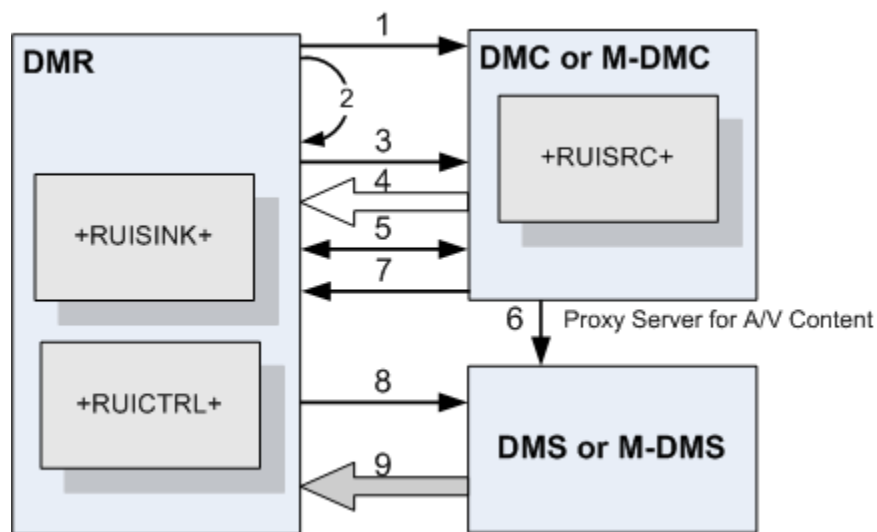 1
DMR
DMC or M-DMC
2
3
+RUISRC+
4
+RUISINK+
5
7
6
Proxy Server for A/V Content
8
+RUICTRL+
DMS or M-DMS
9